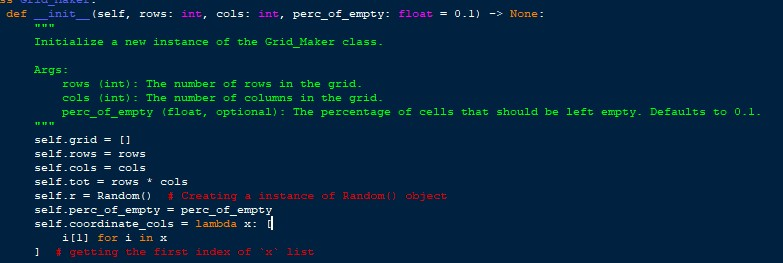 def __init__(self, rows: int, cols: int, perc_of_empty: float = 0.1) -> None:
"""
Initialize a new instance of the Grid_Maker class.
Args:
rows (int): The number of rows in the grid.
cols (int): The number of columns in the grid.
perc_of_empty (float, optional): The percentage of cells that should be left empty. Defaults to 0.1.
"""
self.grid = []
self.rows = rows
self.cols = cols
self.tot = rows * cols
self.r = Random()  # Creating a instance of Random() object
self.perc_of_empty = perc_of_empty
self.coordinate_cols = lambda x: [
i[1] for i in x
]  # getting the first index of 'x' list